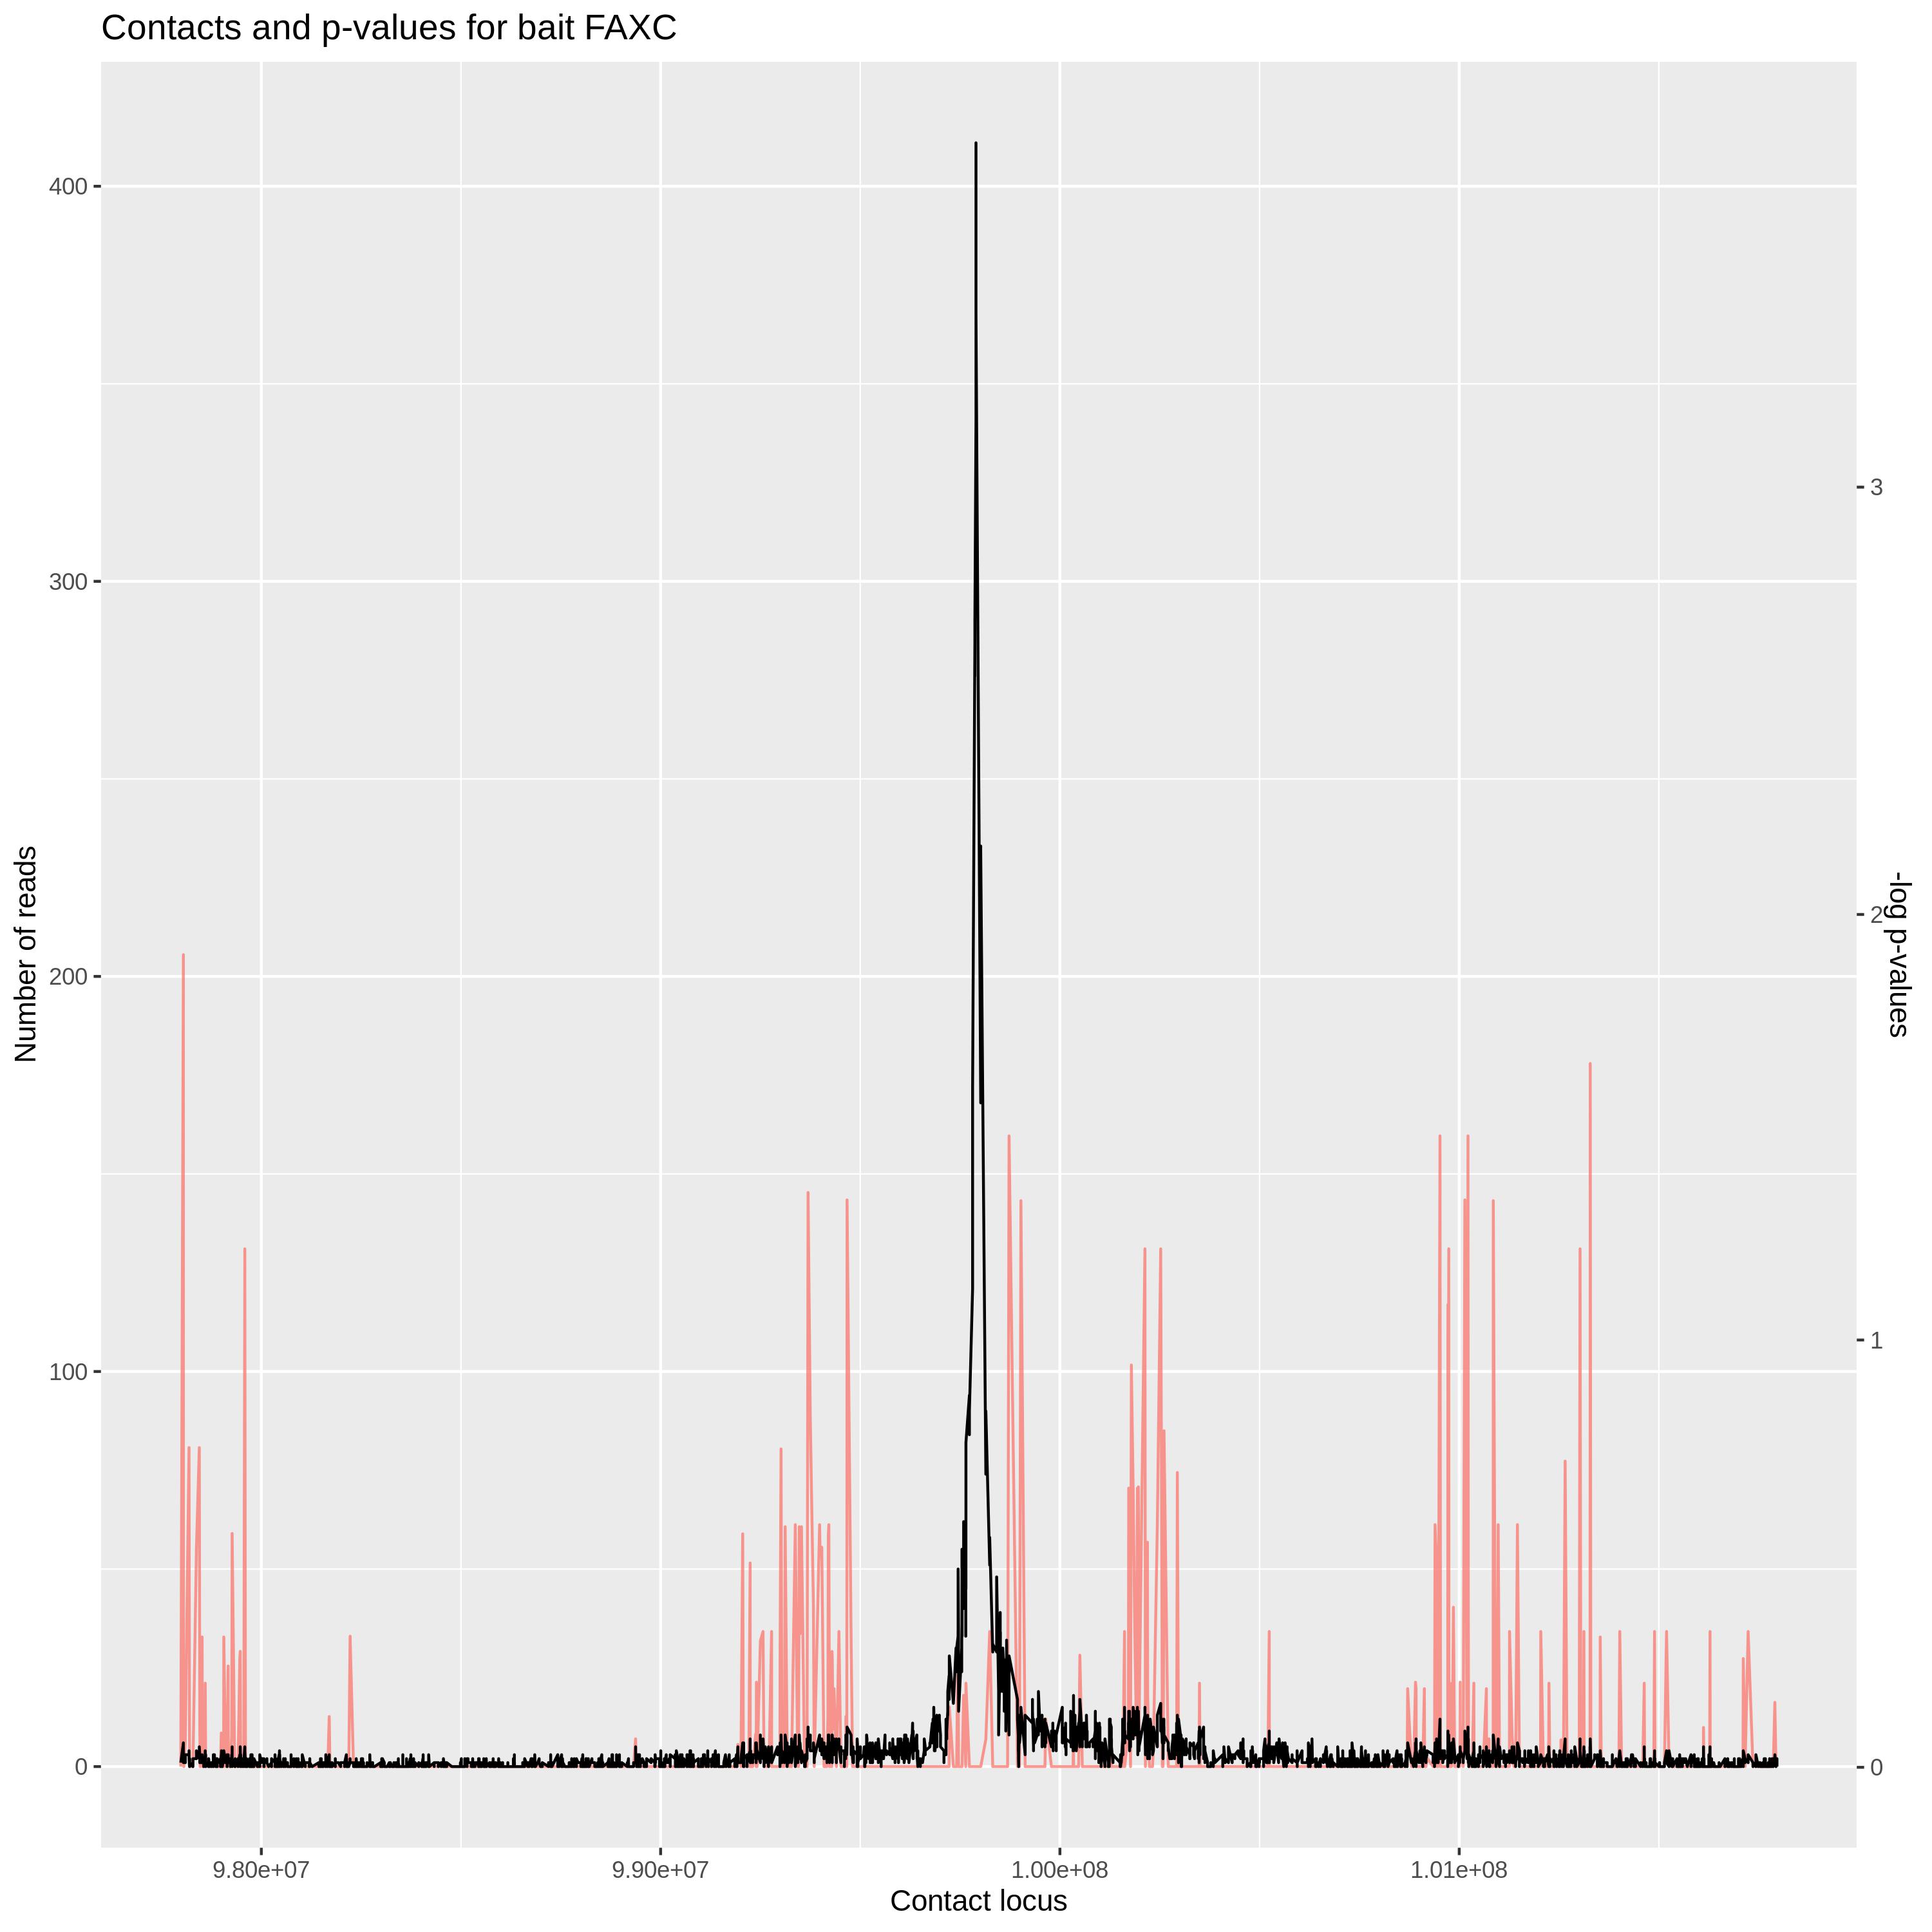 Contacts and p-values for bait FAXC
Number of reads
400
300
200
100
0
3
2
1
0
-log p-values
9.80e+07
9.90e+07
1.00e+08
1.01e+08
Contact locus